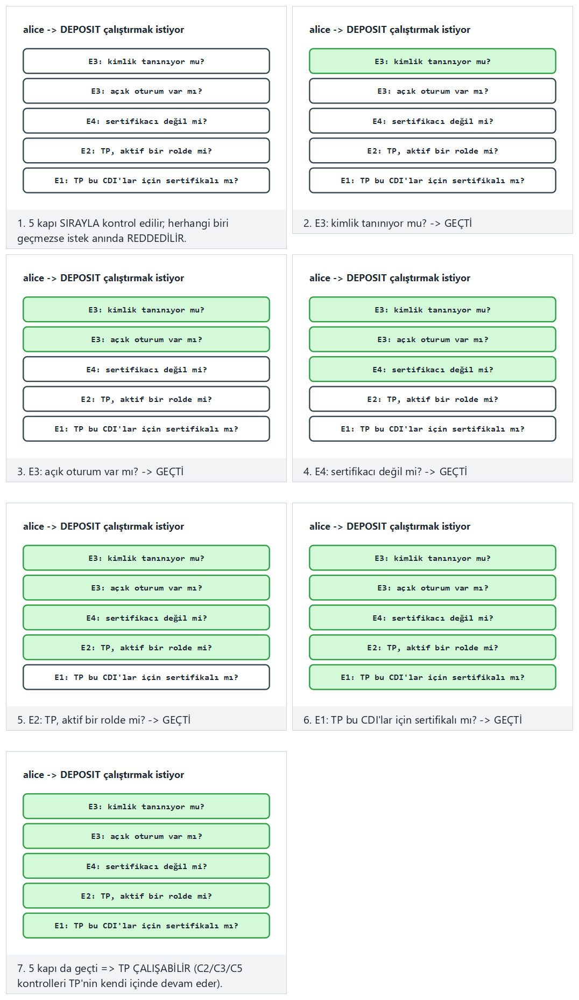 alice -> DEPOSIT çalıştırmak istiyor
E3: kimlik tanınıyor mu?
E3: açık oturum var mı?
E4: sertifikacı değil mi?
E2: TP, aktif bir rolde mi?
E1: TP bu CDI'lar için sertifikalı mı?
1. 5 kapı SIRAYLA kontrol edilir; herhangi biri
geçmezse istek anında REDDEDİLİR.
alice -> DEPOSIT çalıştırmak istiyor
E3: kimlik tanınıyor mu?
E3: açık oturum var mı?
E4: sertifikacı değil mi?
E2: TP, aktif bir rolde mi?
E1: TP bu CDI'lar için sertifikalı mı?
2. E3: kimlik tanınıyor mu? -> GEÇTİ
alice -> DEPOSIT çalıştırmak istiyor
E3: kimlik tanınıyor mu?
E3: açık oturum var mı?
E4: sertifikacı değil mi?
E2: TP, aktif bir rolde mi?
E1: TP bu CDI'lar için sertifikalı mı?
3. E3: açık oturum var mı? -> GEÇTİ
alice -> DEPOSIT çalıştırmak istiyor
E3: kimlik tanınıyor mu?
E3: açık oturum var mı?
E4: sertifikacı değil mi?
E2: TP, aktif bir rolde mi?
E1: TP bu CDI'lar için sertifikalı mı?
4. E4: sertifikacı değil mi? -> GEÇTİ
alice -> DEPOSIT çalıştırmak istiyor
E3: kimlik tanınıyor mu?
E3: açık oturum var mı?
E4: sertifikacı değil mi?
E2: TP, aktif bir rolde mi?
E1: TP bu CDI'lar için sertifikalı mı?
5. E2: TP, aktif bir rolde mi? -> GEÇTİ
alice -> DEPOSIT çalıştırmak istiyor
E3: kimlik tanınıyor mu?
E3: açık oturum var mı?
E4: sertifikacı değil mi?
E2: TP, aktif bir rolde mi?
E1: TP bu CDI'lar için sertifikalı mı?
6. E1: TP bu CDI'lar için sertifikalı mı? -> GEÇTİ
alice -> DEPOSIT çalıştırmak istiyor
E3: kimlik tanınıyor mu?
E3: açık oturum var mı?
E4: sertifikacı değil mi?
E2: TP, aktif bir rolde mi?
E1: TP bu CDI'lar için sertifikalı mı?
7. 5 kapı da geçti => TP ÇALIŞABİLİR (C2/C3/C5
kontrolleri TP'nin kendi içinde devam eder).